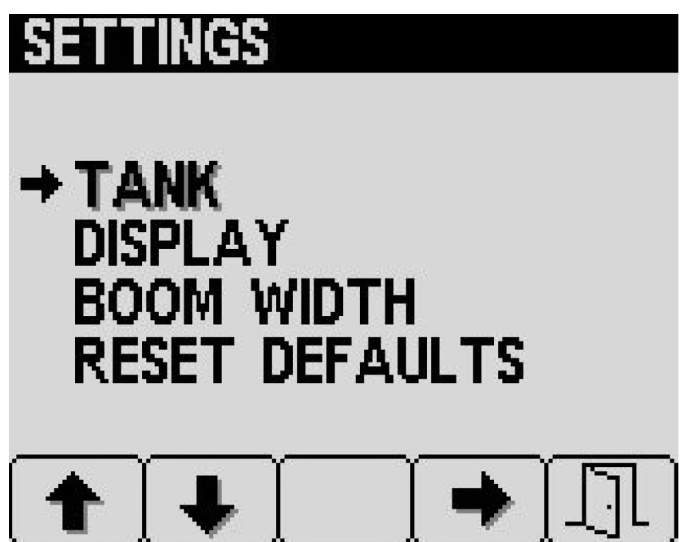 SETTINGS
TANK
DISPLAY
BOOM WIDTH
RESET DEFAULTS